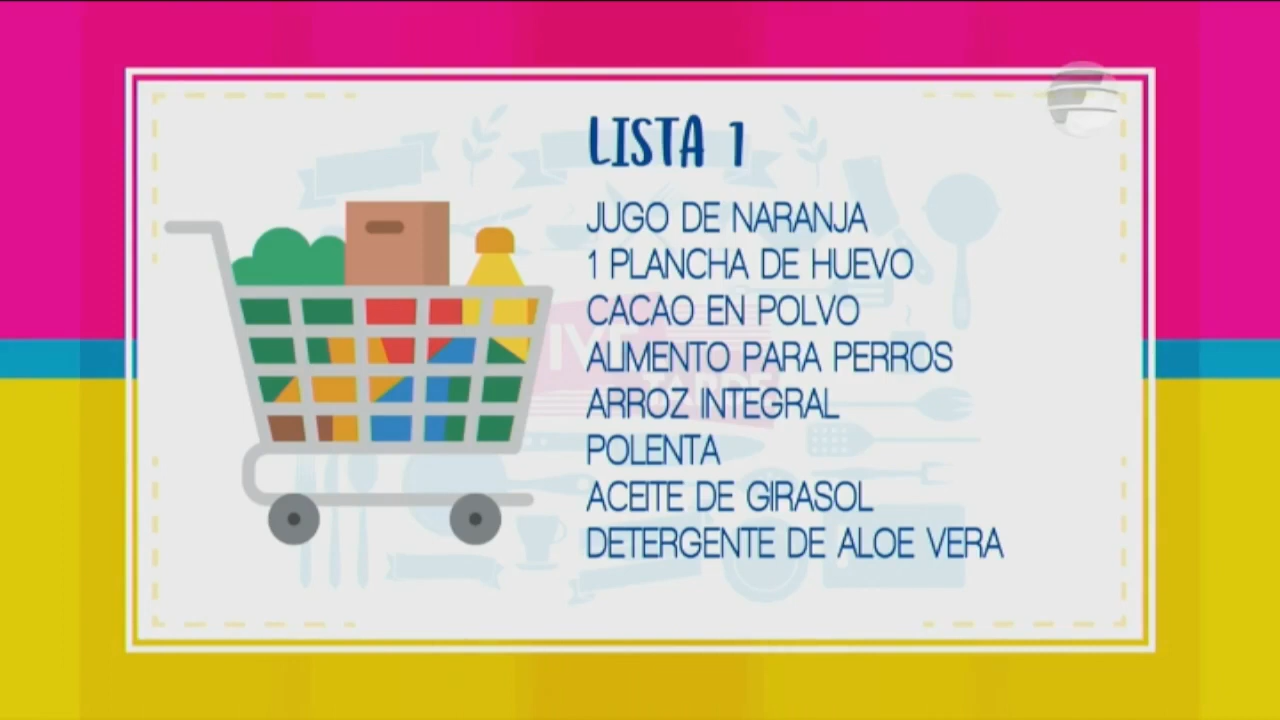 LISTA 1
JUGO DE NARANJA
1 PLANCHA DE HUEVO
CACAO EN POLVO
ALIMENTO PARA PERROS
ARROZ INTEGRAL
POLENTA
ACEITE DE GIRASOL
DETERGENTE DE ALOE VERA